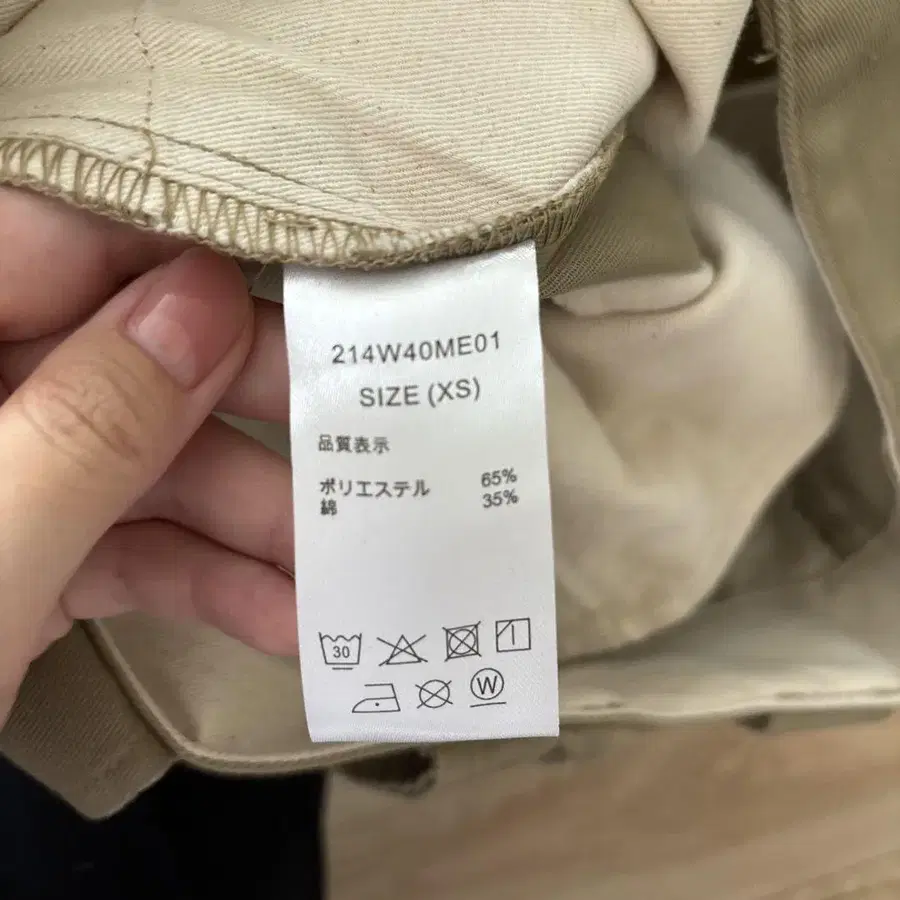 214W40ME01
SIZE (XS)
品質表示
ポリエステル 65%
綿 35%
30
W